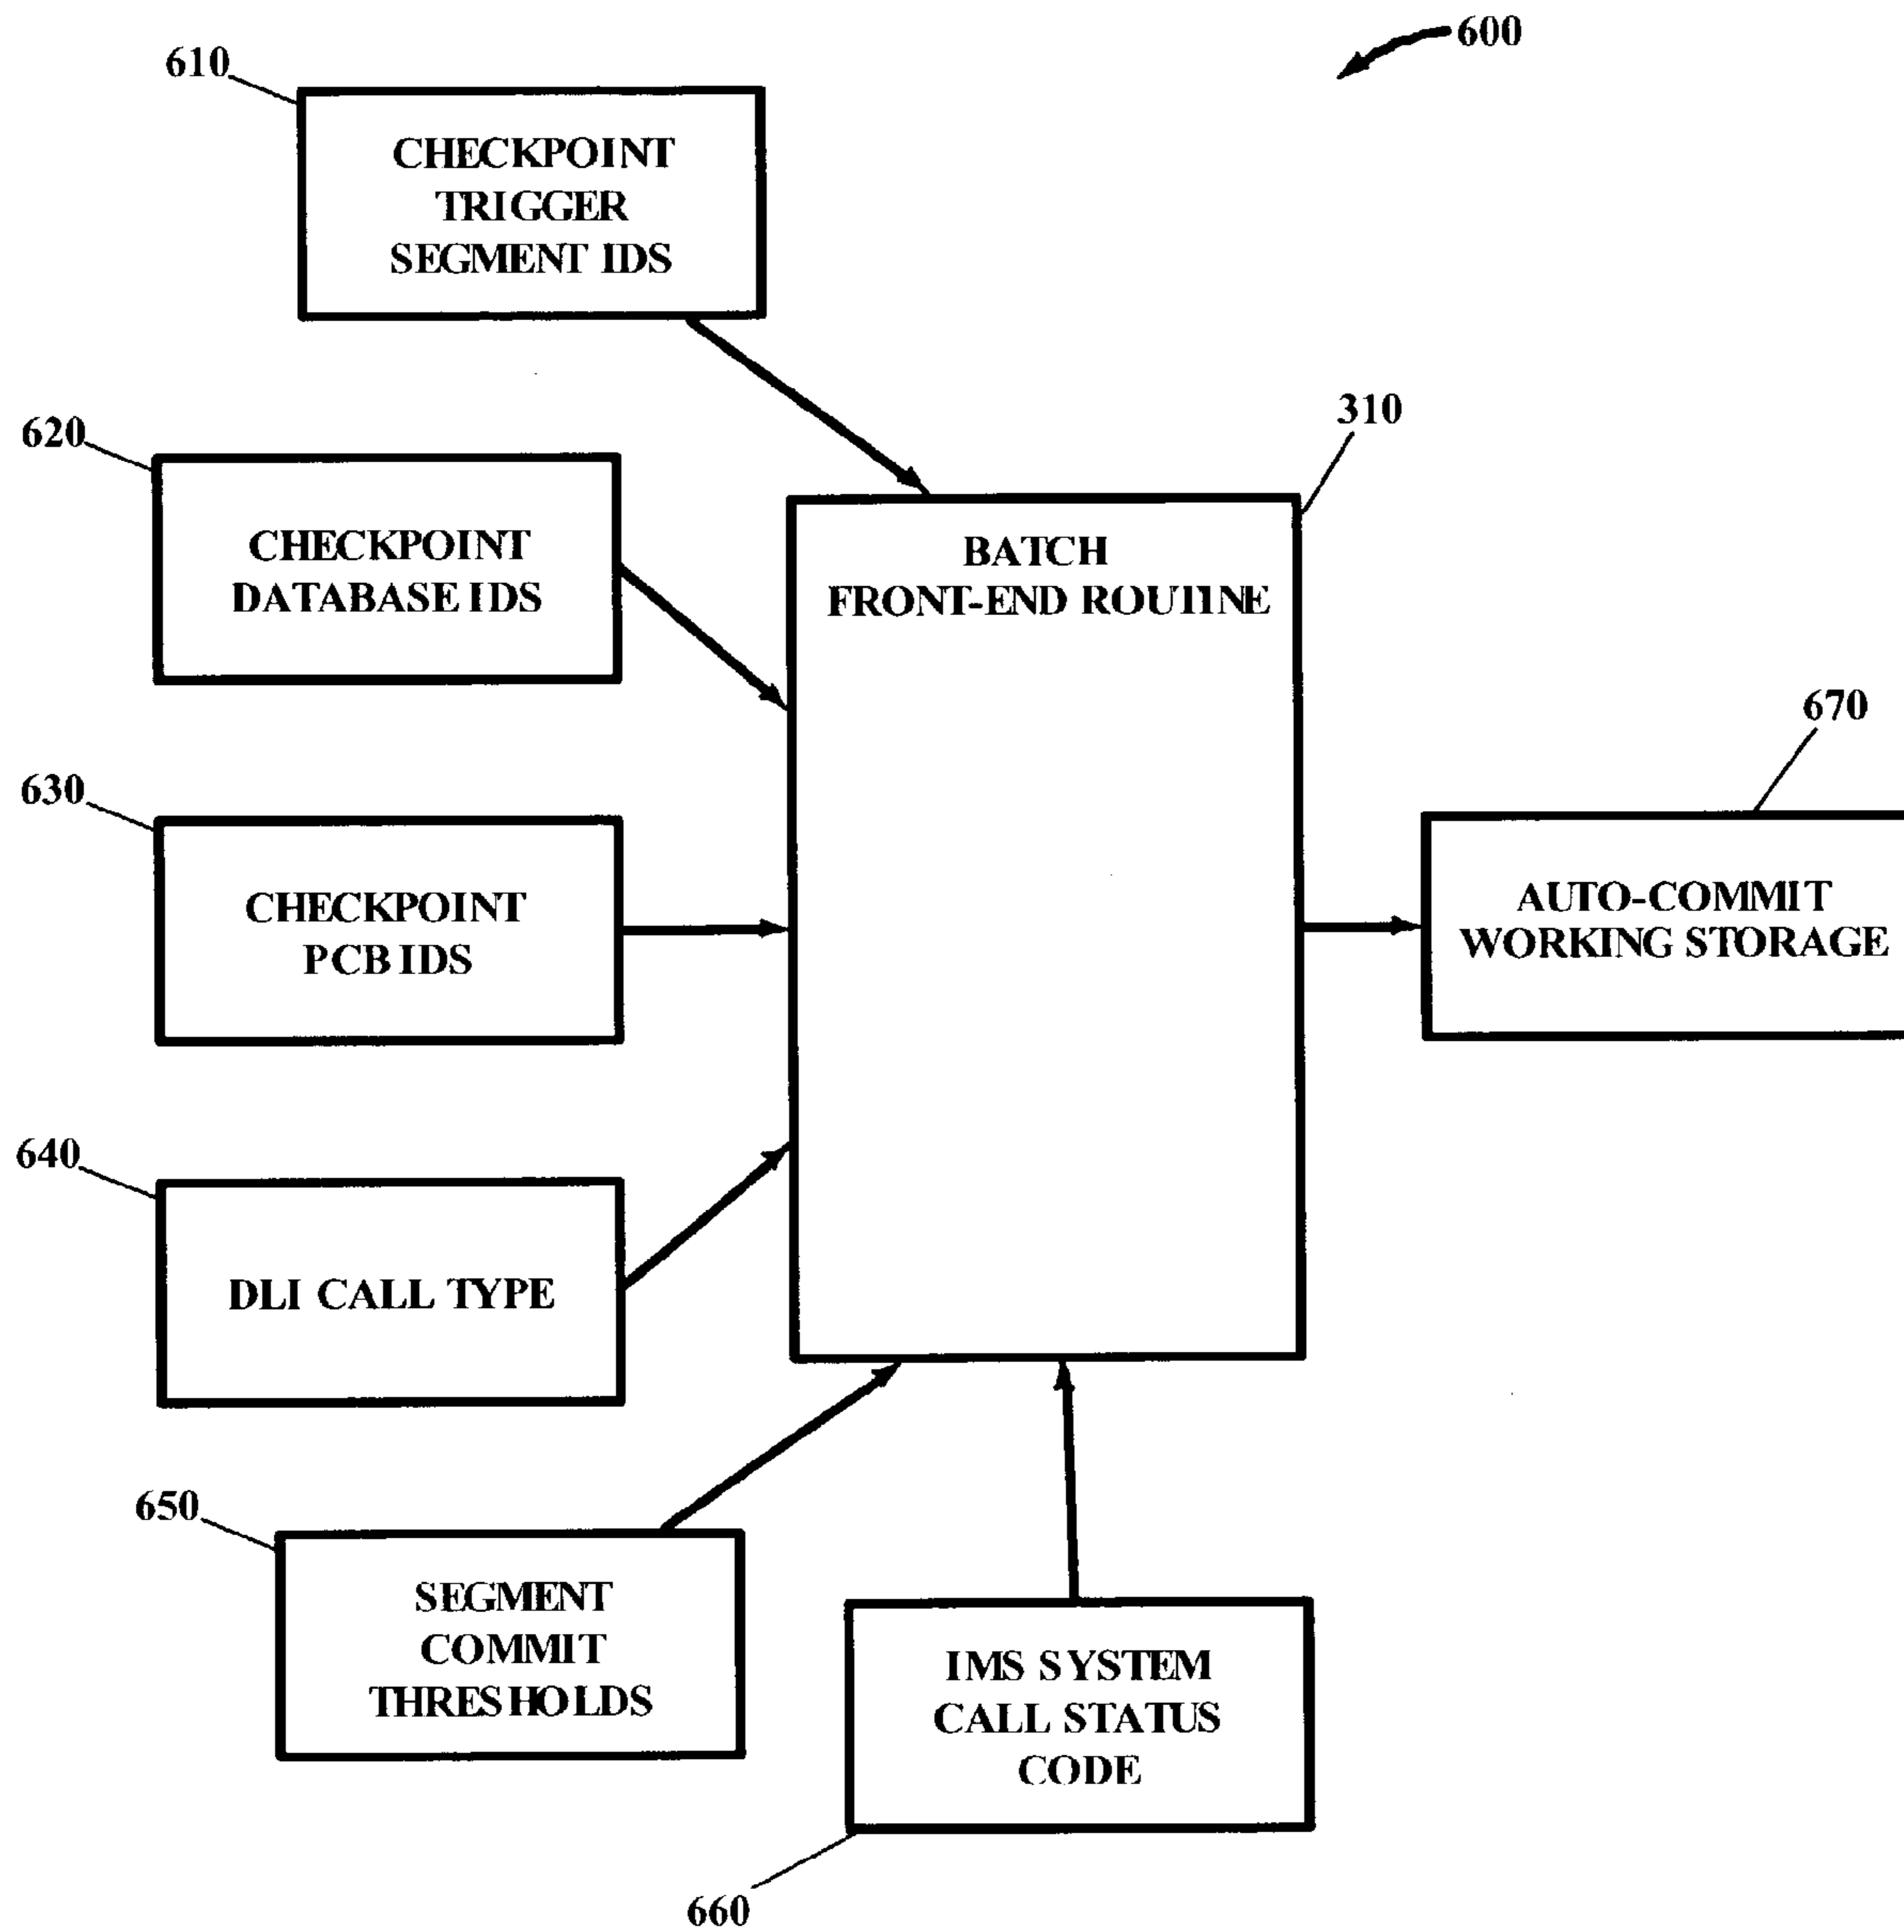 600
610
CHECKPOINT
TRIGGER
SEGMENT IDS
620
CHECKPOINT
DATABASE IDS
310
BATCH
FRONT-END ROUTINE
630
CHECKPOINT
PCB IDS
670
AUTO-COMMIT
WORKING STORAGE
640
DLI CALL TYPE
650
SEGMENT
COMMIT
THRESHOLDS
IMS SYSTEM
CALL STATUS
CODE
660